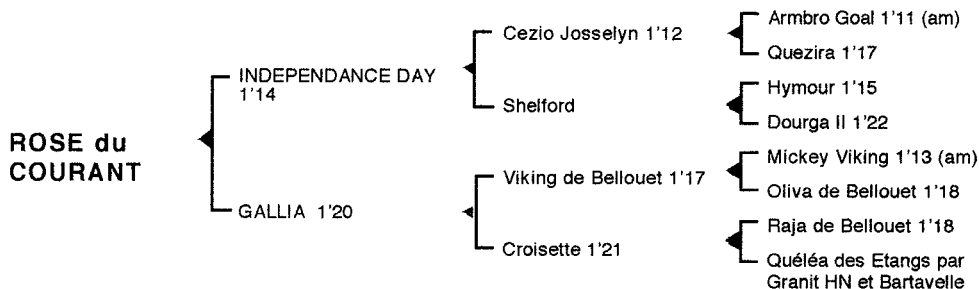 ROSE du
COURANT
INDEPENDANCE DAY
1'14
GALLIA 1'20
Cezio Josselyn 1'12
Shelford
Viking de Bellouet 1'17
Croisette 1'21
Armbro Goal 1'11 (am)
Quezira 1'17
Hymour 1'15
Dourga II 1'22
Mickey Viking 1'13 (am)
Oliva de Bellouet 1'18
Raja de Bellouet 1'18
Quéléa des Etangs par
Granit HN et Bartavelle